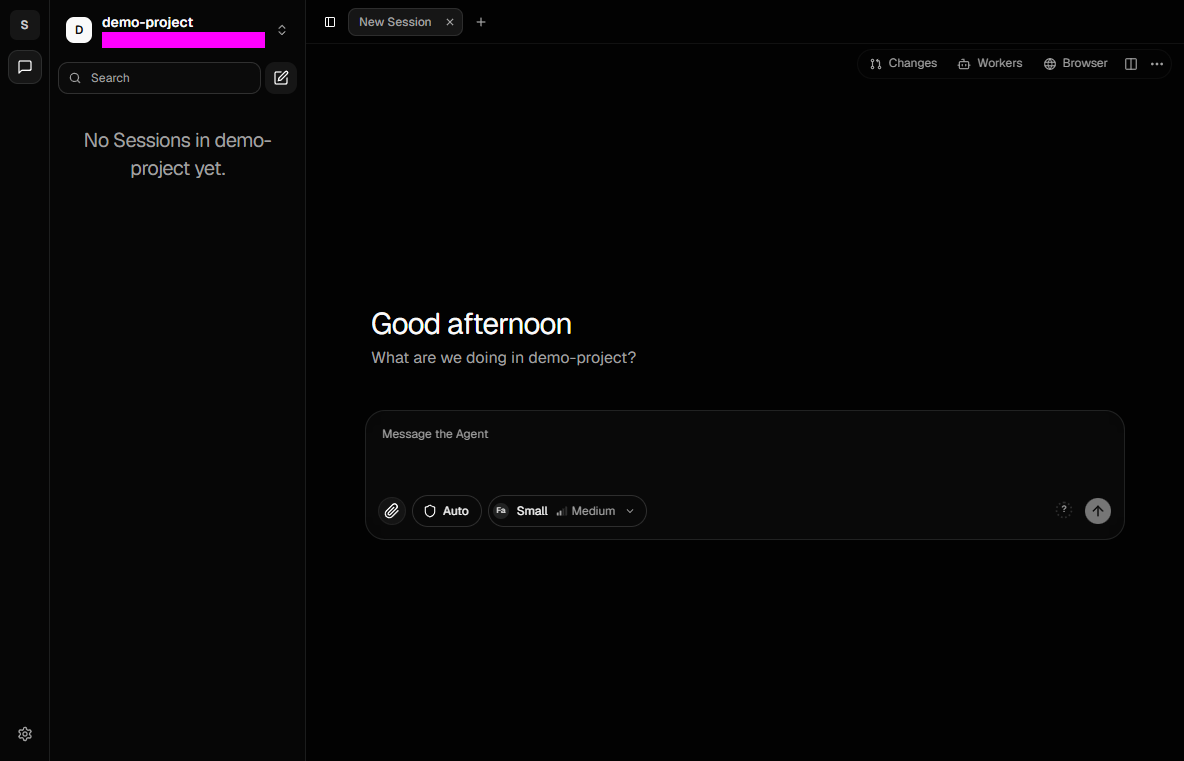 S
D
demo-project
Search
No Sessions in demo-
project yet.
New Session
Changes
Workers
Browser
Good afternoon
What are we doing in demo-project?
Message the Agent
Auto
Fa
Small
Medium
?